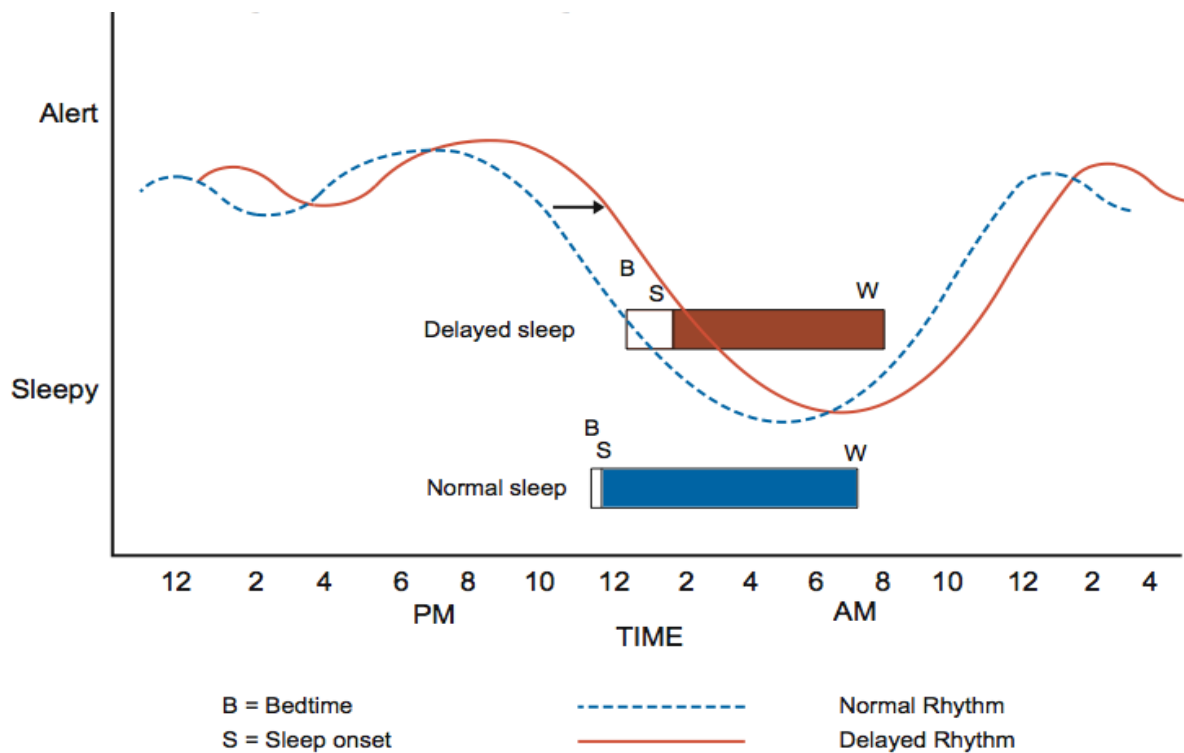 Alert
B
S
W
Delayed sleep
Sleepy
B
S
W
Normal sleep
12 2 4 6 8 10 12 2 4 6 8 10 12 2 4
PM AM
TIME
B = Bedtime Normal Rhythm
S = Sleep onset Delayed Rhythm